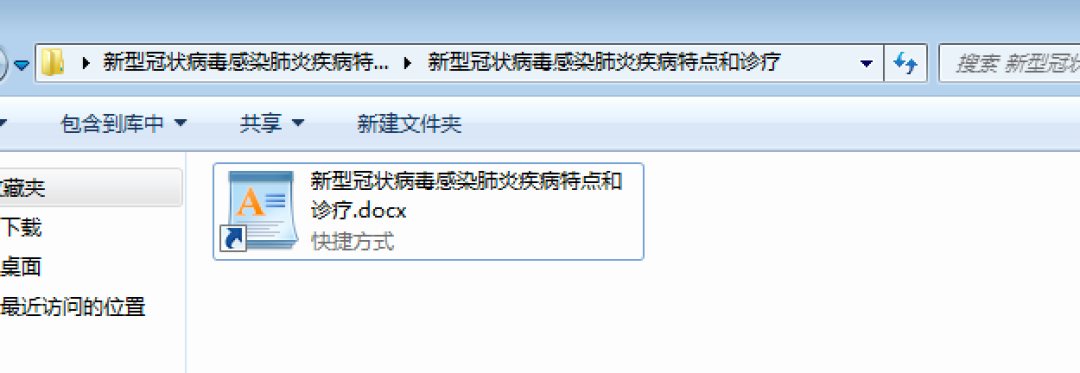 新型冠状病毒感染肺炎疾病特... 新型冠状病毒感染肺炎疾病特点和诊疗
搜索 新型冠状
包含到库中 共享 新建文件夹
藏夹
下载
桌面
最近访问的位置
新型冠状病毒感染肺炎疾病特点和
诊疗.docx
快捷方式